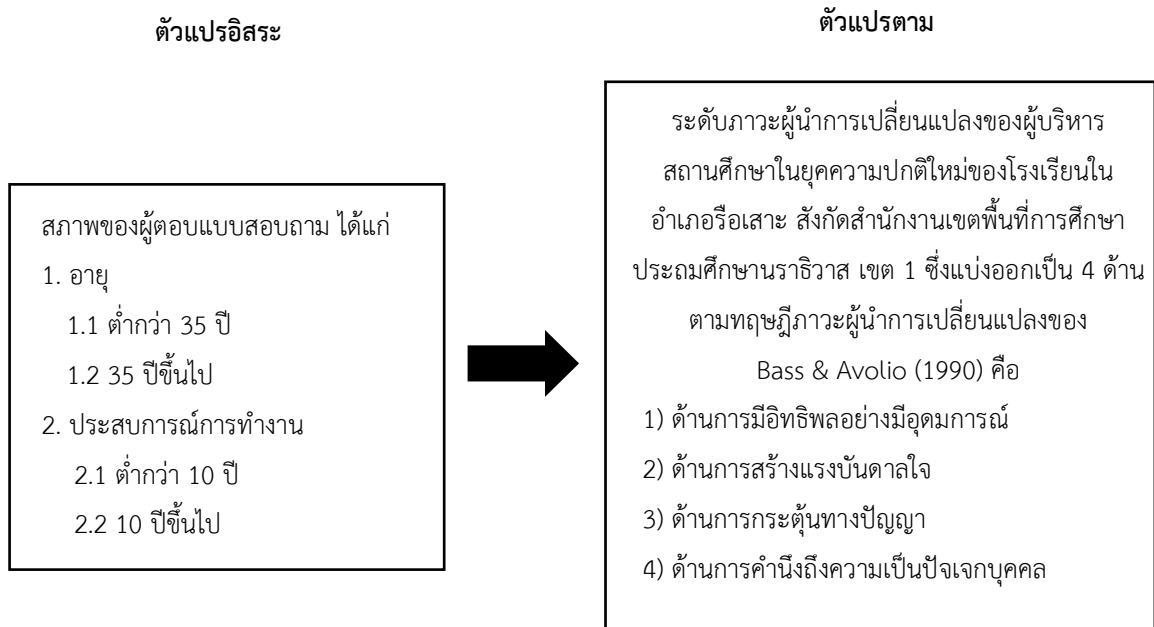 ตัวแปรอิสระ
ตัวแปรตาม
สภาพของผู้ตอบแบบสอบถาม ได้แก่
1. อายุ
1.1 ต่ำกว่า 35 ปี
1.2 35 ปีขึ้นไป
2. ประสบการณ์การทำงาน
2.1 ต่ำกว่า 10 ปี
2.2 10 ปีขึ้นไป
ระดับภาวะผู้นำการเปลี่ยนแปลงของผู้บริหาร
สถานศึกษาในยุคความปกติใหม่ของโรงเรียนใน
อำเภอรือเสาะ สังกัดสำนักงานเขตพื้นที่การศึกษา
ประถมศึกษานราธิวาส เขต 1 ซึ่งแบ่งออกเป็น 4 ด้าน
ตามทฤษฎีภาวะผู้นำการเปลี่ยนแปลงของ
Bass & Avolio (1990) คือ
1) ด้านการมีอิทธิพลอย่างมีอุดมการณ์
2) ด้านการสร้างแรงบันดาลใจ
3) ด้านการกระตุ้นทางปัญญา
4) ด้านการคำนึงถึงความเป็นปัจเจกบุคคล